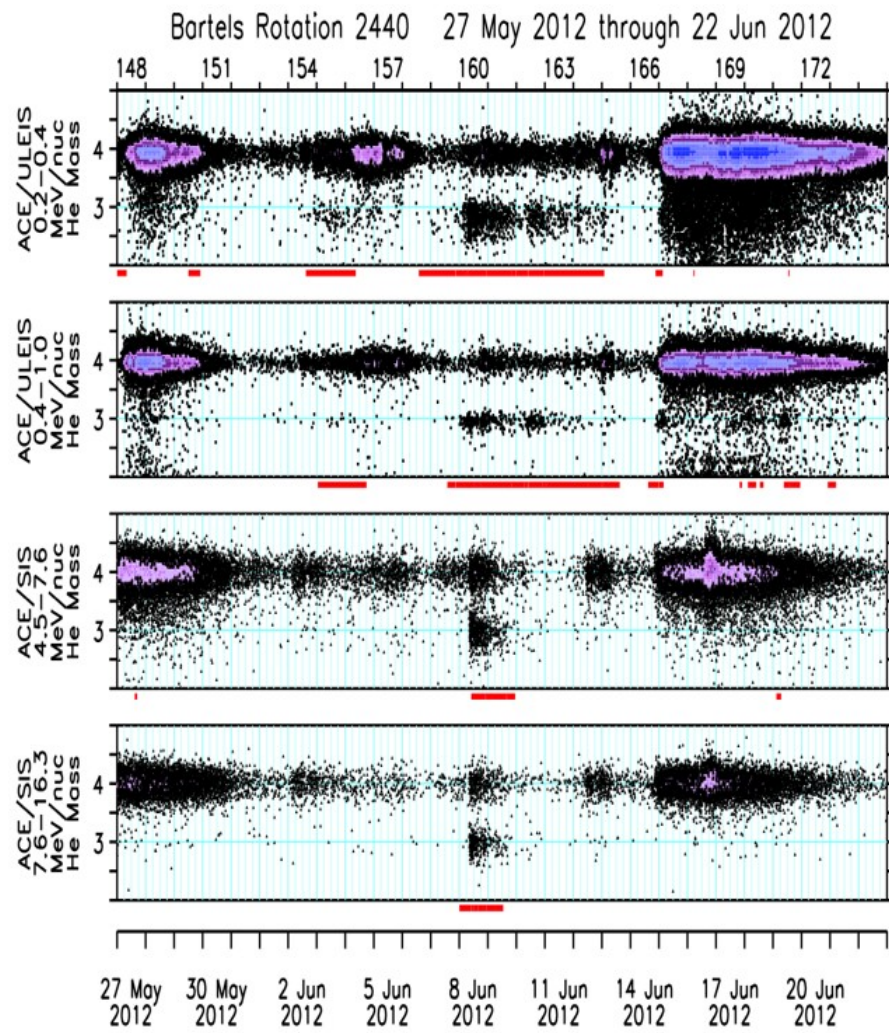 Bartels Rotation 2440 27 May 2012 through 22 Jun 2012
148 151 154 157 160 163 166 169 172
ACE/ULEIS
0.2-0.4
MeV/nuc
He Mass
4
3
ACE/ULEIS
0.4-1.0
MeV/nuc
He Mass
4
3
ACE/SIS
4.5-7.6
MeV/nuc
He Mass
4
3
ACE/SIS
7.6-16.3
MeV/nuc
He Mass
4
3
27 May 30 May 2 Jun 5 Jun 8 Jun 11 Jun 14 Jun 17 Jun 20 Jun
2012 2012 2012 2012 2012 2012 2012 2012 2012